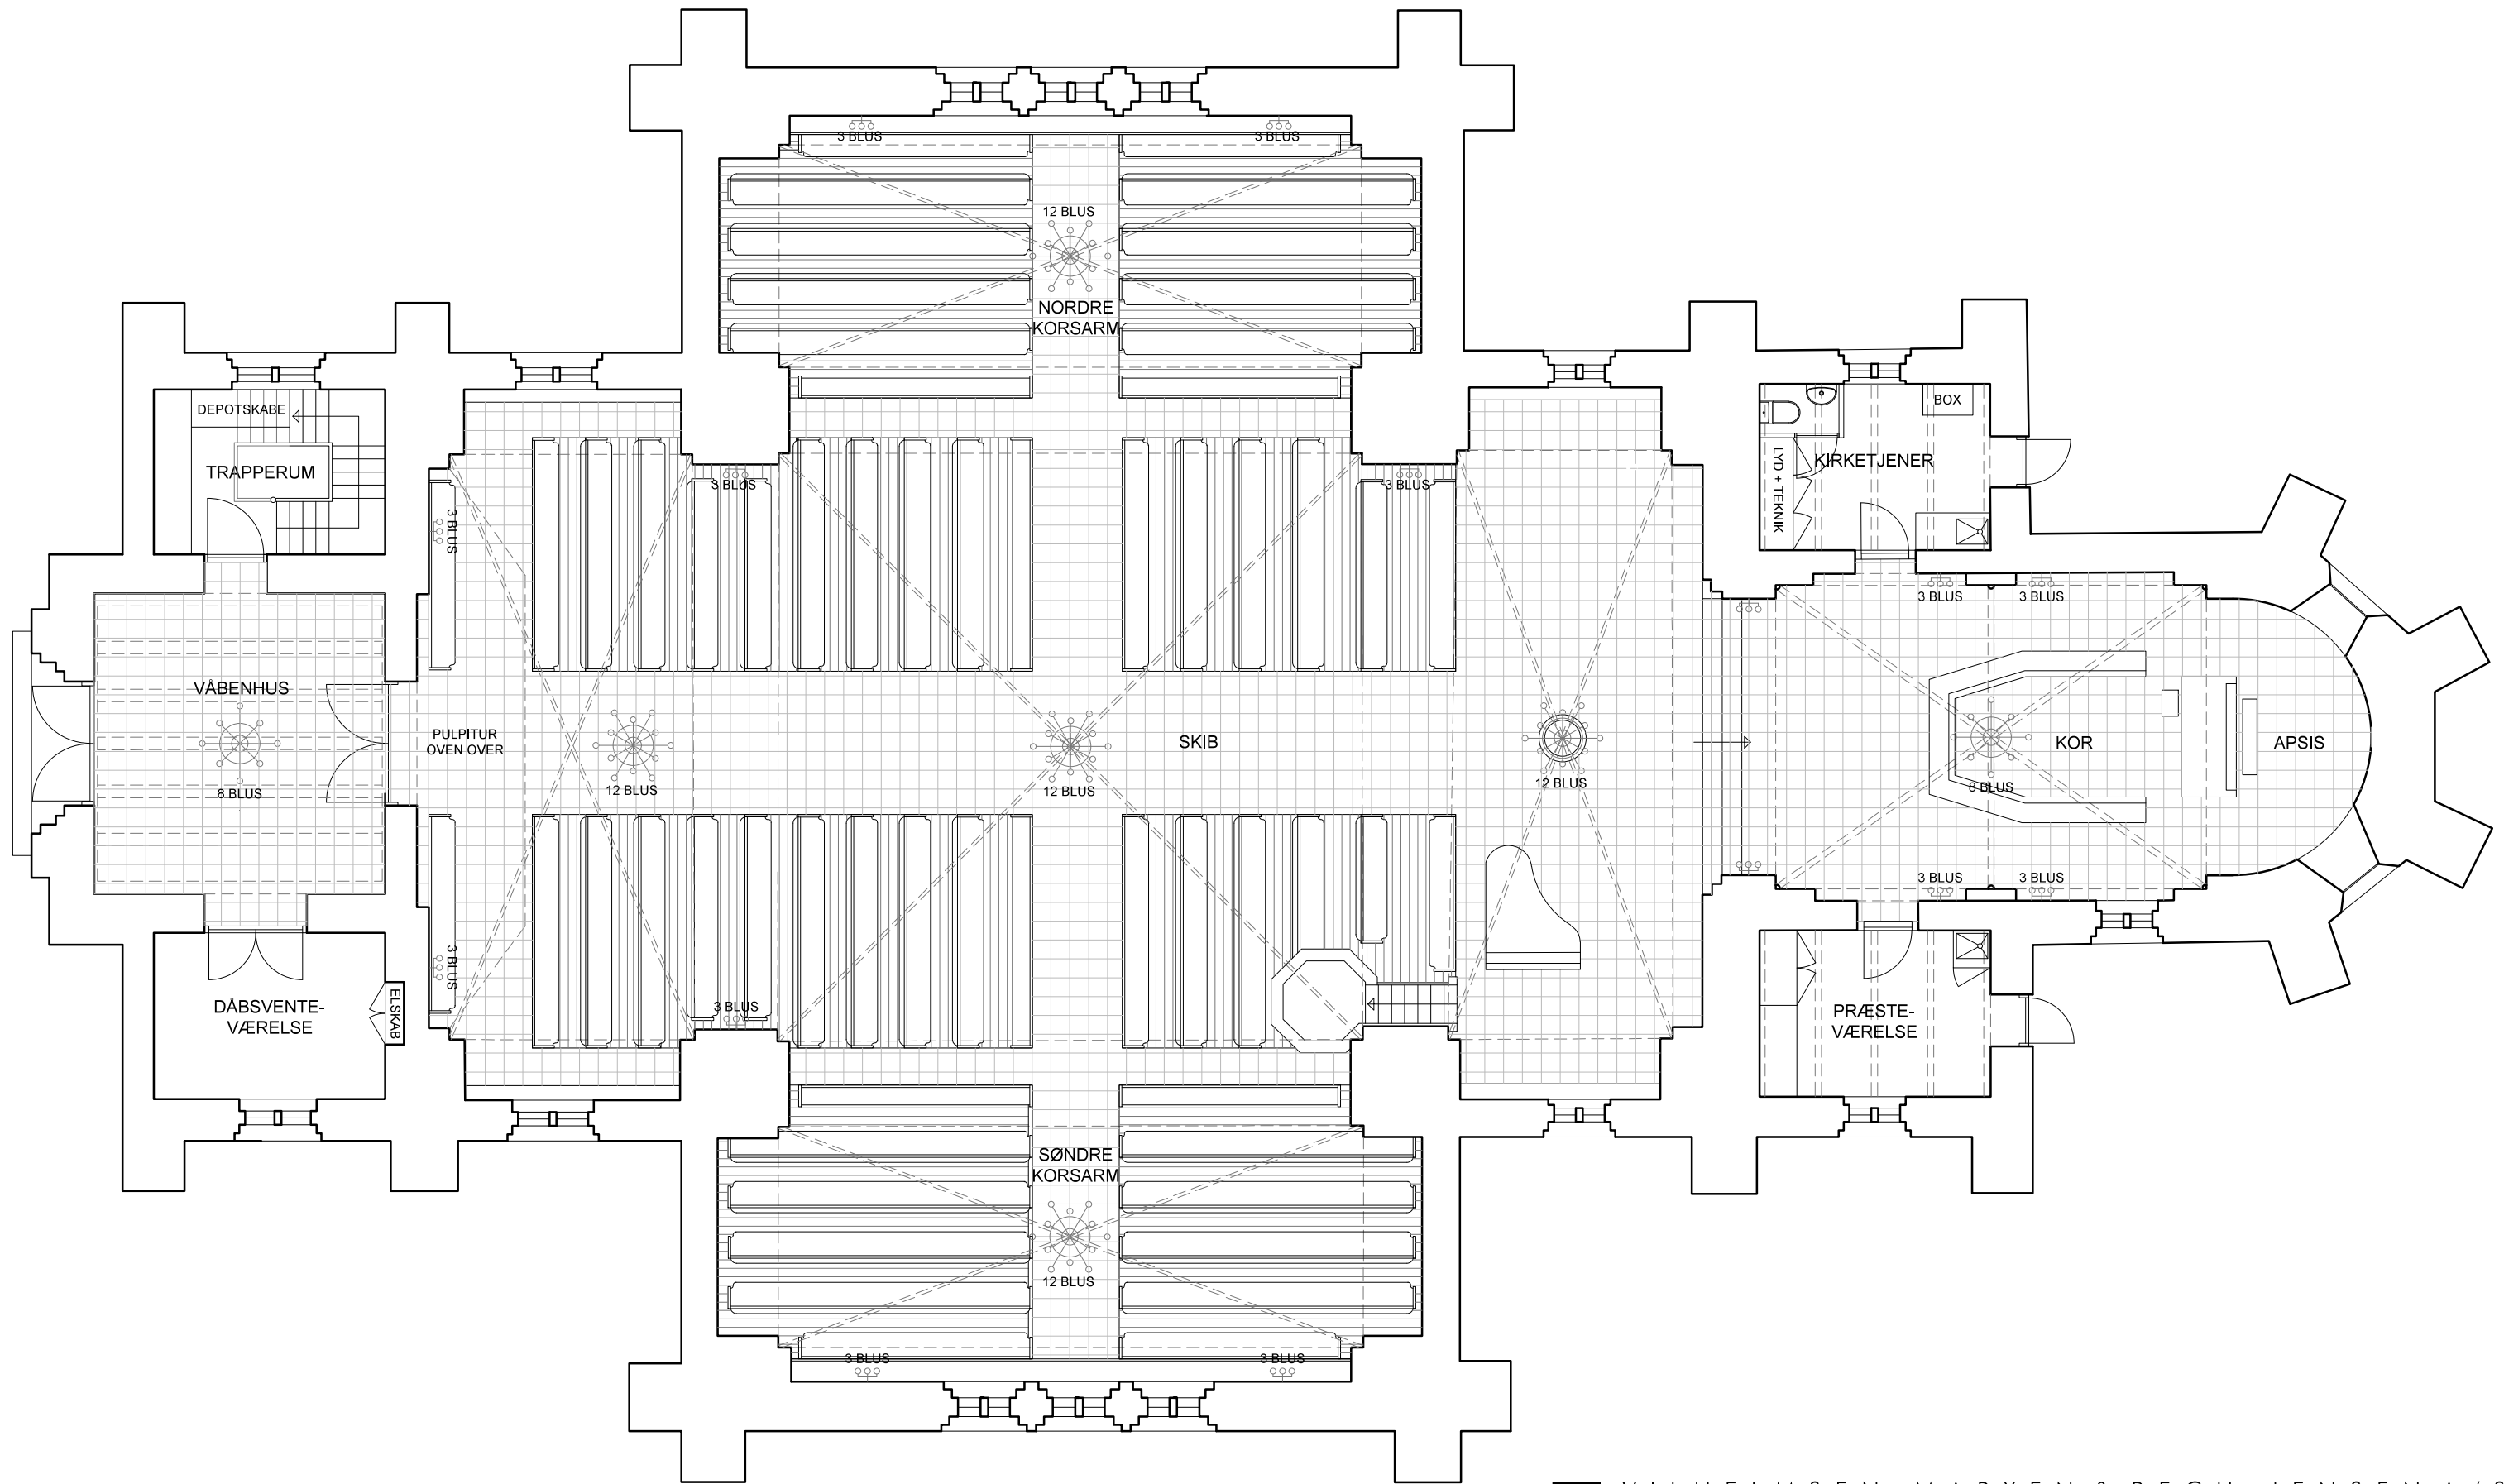 3 BLUS
3 BLUS
12 BLUS
NORDRE
KORSARM
DEPOTSKABE
BOX
TRAPPERUM
3 BLUS
3 BLUS
KIRKETJENER
LYD + TEKNIK
3 BLUS
3 BLUS
3 BLUS
VÅBENHUS
PULPITUR
OVEN OVER
SKIB
KOR
APSIS
8 BLUS
12 BLUS
12 BLUS
12 BLUS
8 BLUS
3 BLUS
3 BLUS
3 BLUS
DÅBSVENTE-
VÆRELSE
ELSKAB
3 BLUS
PRÆSTE-
VÆRELSE
SØNDRE
KORSARM
12 BLUS
3 BLUS
3 BLUS